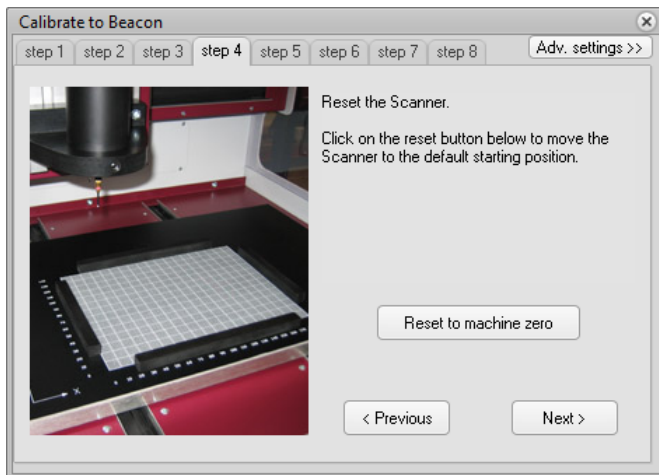 Calibrate to Beacon
step 1 step 2 step 3 step 4 step 5 step 6 step 7 step 8 Adv. settings >>
Reset the Scanner.
Click on the reset button below to move the
Scanner to the default starting position.
Reset to machine zero
X
< Previous Next >